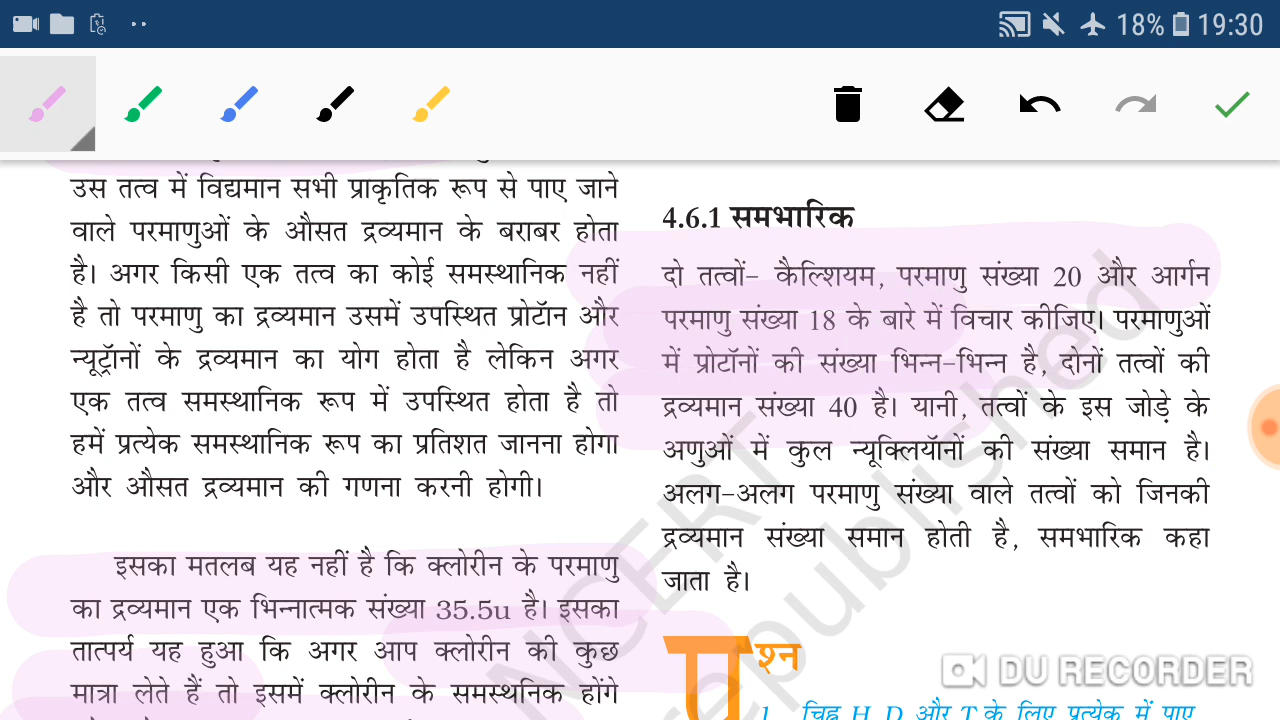 18% 19:30
उस तत्व में विद्यमान सभी प्राकृतिक रूप से पाए जाने
वाले परमाणुओं के औसत द्रव्यमान के बराबर होता
है। अगर किसी एक तत्व का कोई समस्थानिक नहीं
है तो परमाणु का द्रव्यमान उसमें उपस्थित प्रोटॉन और
न्यूट्रॉनों के द्रव्यमान का योग होता है लेकिन अगर
एक तत्व समस्थानिक रूप में उपस्थित होता है तो
हमें प्रत्येक समस्थानिक रूप का प्रतिशत जानना होगा
और औसत द्रव्यमान की गणना करनी होगी।
इसका मतलब यह नहीं है कि क्लोरीन के परमाणु
का द्रव्यमान एक भिन्नात्मक संख्या 35.5u है। इसका
तात्पर्य यह हुआ कि अगर आप क्लोरीन की कुछ
मात्रा लेते हैं तो इसमें क्लोरीन के समस्थनिक होंगे
4.6.1 समभारिक
दो तत्वों- कैल्शियम, परमाणु संख्या 20 और आर्गन
परमाणु संख्या 18 के बारे में विचार कीजिए। परमाणुओं
में प्रोटॉनों की संख्या भिन्न-भिन्न है, दोनों तत्वों की
द्रव्यमान संख्या 40 है। यानी, तत्वों के इस जोड़े के
अणुओं में कुल न्यूक्लियॉनों की संख्या समान है।
अलग-अलग परमाणु संख्या वाले तत्वों को जिनकी
द्रव्यमान संख्या समान होती है, समभारिक कहा
जाता है।
प्रश्न
1. चिह्न H, D और T के लिए प्रत्येक में पाए
NCERT
republished
DU RECORDER